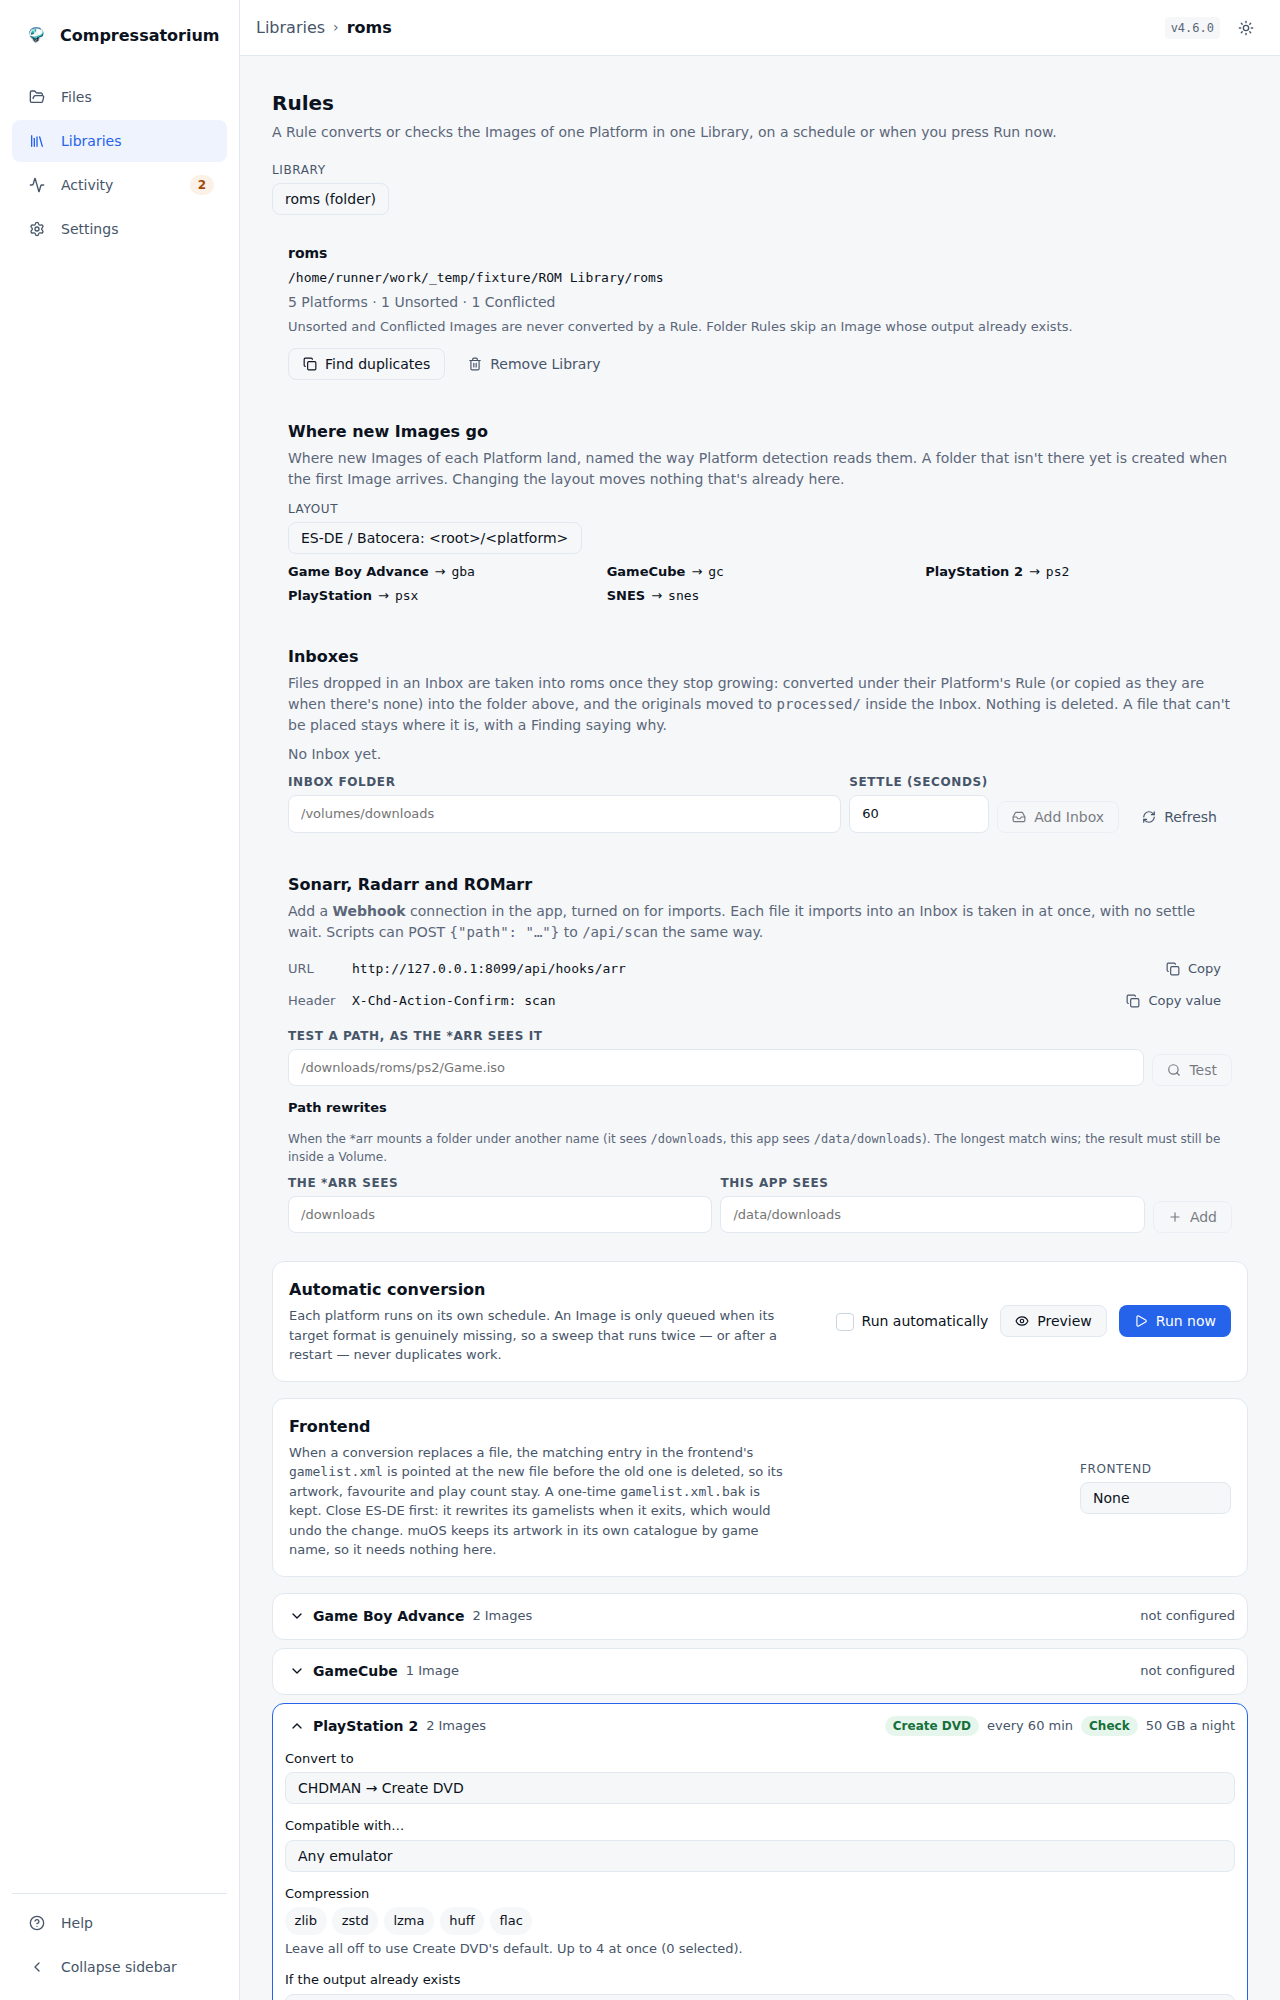 Compressatorium
Libraries › roms
v4.6.0
Files
Libraries
Activity 2
Settings
Rules
A Rule converts or checks the Images of one Platform in one Library, on a schedule or when you press Run now.
LIBRARY
roms (folder)
roms
/home/runner/work/_temp/fixture/ROM Library/roms
5 Platforms · 1 Unsorted · 1 Conflicted
Unsorted and Conflicted Images are never converted by a Rule. Folder Rules skip an Image whose output already exists.
Find duplicates
Remove Library
Where new Images go
Where new Images of each Platform land, named the way Platform detection reads them. A folder that isn't there yet is created when
the first Image arrives. Changing the layout moves nothing that's already here.
LAYOUT
ES-DE / Batocera: <root>/<platform>
Game Boy Advance → gba
GameCube → gc
PlayStation 2 → ps2
PlayStation → psx
SNES → snes
Inboxes
Files dropped in an Inbox are taken into roms once they stop growing: converted under their Platform's Rule (or copied as they are
when there's none) into the folder above, and the originals moved to processed/ inside the Inbox. Nothing is deleted. A file that can't
be placed stays where it is, with a Finding saying why.
No Inbox yet.
INBOX FOLDER
SETTLE (SECONDS)
/volumes/downloads
60
Add Inbox
Refresh
Sonarr, Radarr and ROMarr
Add a Webhook connection in the app, turned on for imports. Each file it imports into an Inbox is taken in at once, with no settle
wait. Scripts can POST {"path": "…"} to /api/scan the same way.
URL http://127.0.0.1:8099/api/hooks/arr
Copy
Header X-Chd-Action-Confirm: scan
Copy value
TEST A PATH, AS THE *ARR SEES IT
/downloads/roms/ps2/Game.iso
Test
Path rewrites
When the *arr mounts a folder under another name (it sees /downloads, this app sees /data/downloads). The longest match wins; the result must still be
inside a Volume.
THE *ARR SEES
THIS APP SEES
/downloads
/data/downloads
Add
Automatic conversion
Each platform runs on its own schedule. An Image is only queued when its
target format is genuinely missing, so a sweep that runs twice — or after a
restart — never duplicates work.
Run automatically
Preview
Run now
Frontend
When a conversion replaces a file, the matching entry in the frontend's
gamelist.xml is pointed at the new file before the old one is deleted, so its
artwork, favourite and play count stay. A one-time gamelist.xml.bak is
kept. Close ES-DE first: it rewrites its gamelists when it exits, which would
undo the change. muOS keeps its artwork in its own catalogue by game
name, so it needs nothing here.
FRONTEND
None
Game Boy Advance 2 Images
not configured
GameCube 1 Image
not configured
PlayStation 2 2 Images
Create DVD every 60 min Check 50 GB a night
Convert to
CHDMAN → Create DVD
Compatible with…
Any emulator
Compression
zlib zstd lzma huff flac
Leave all off to use Create DVD's default. Up to 4 at once (0 selected).
If the output already exists
Help
Collapse sidebar